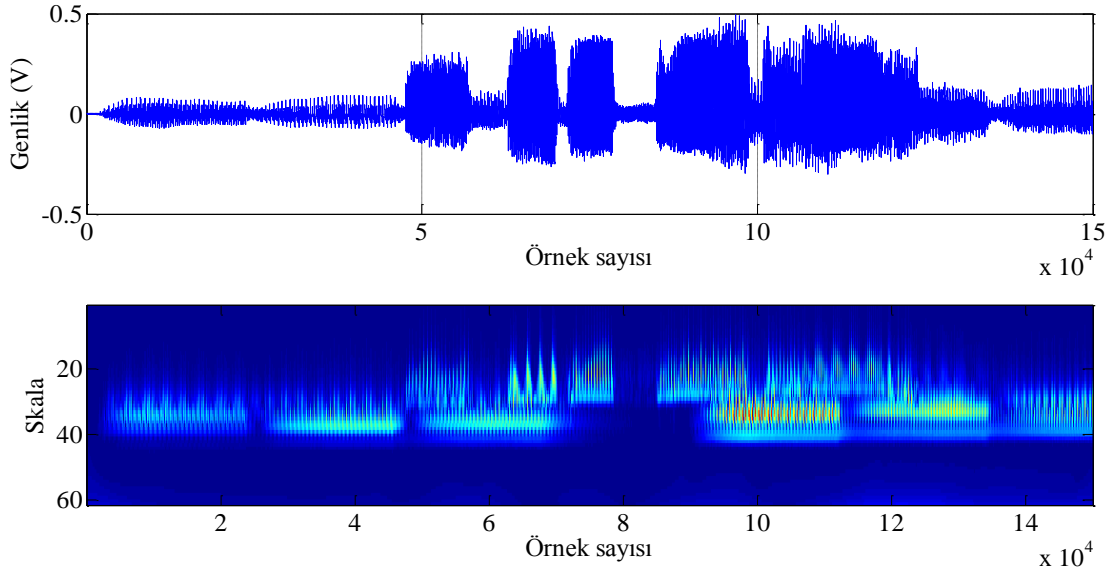 0.5
0
-0.5
Genlik (V)
0 5 10 15
Örnek sayısı
x 10^4
20
40
60
Skala
2 4 6 8 10 12 14
Örnek sayısı
x 10^4